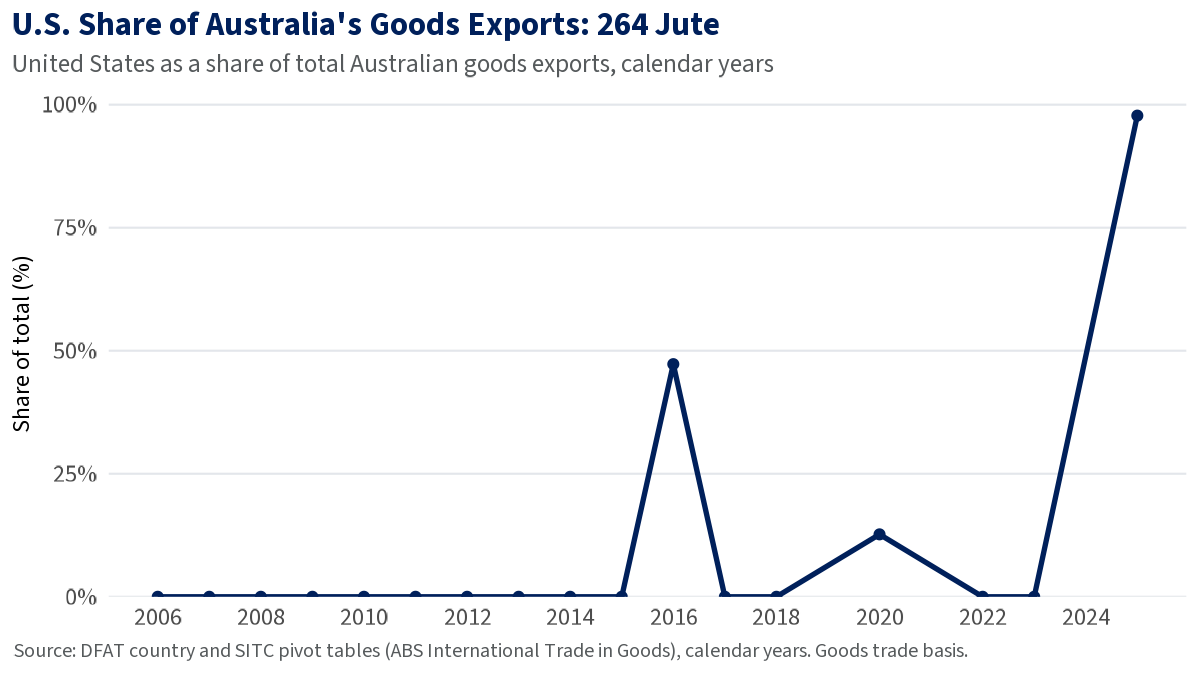 U.S. Share of Australia's Goods Exports: 264 Jute
United States as a share of total Australian goods exports, calendar years
100%
75%
50%
25%
0%
Share of total (%)
2006 2008 2010 2012 2014 2016 2018 2020 2022 2024
Source: DFAT country and SITC pivot tables (ABS International Trade in Goods), calendar years. Goods trade basis.